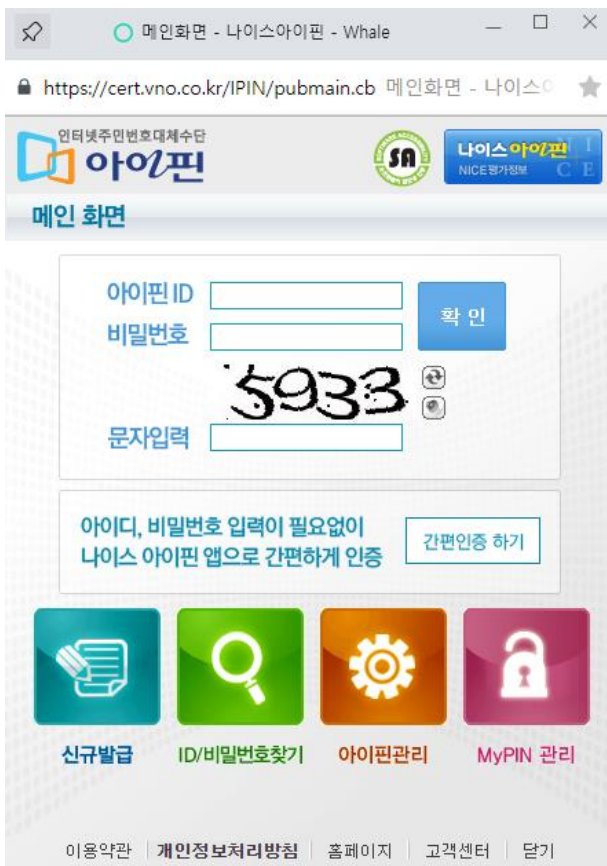 메인화면 - 나이스아이핀 - Whale
https://cert.vno.co.kr/IPIN/pubmain.cb 메인화면 - 나이스
인터넷주민번호대체수단
아이핀
SA
나이스아이핀
NICE평가정보
NICE
메인 화면
아이핀 ID
비밀번호
확 인
5933
문자입력
아이디, 비밀번호 입력이 필요없이
나이스 아이핀 앱으로 간편하게 인증
간편인증 하기
신규발급 ID/비밀번호찾기 아이핀관리 MyPIN 관리
이용약관 개인정보처리방침 홈페이지 고객센터 닫기